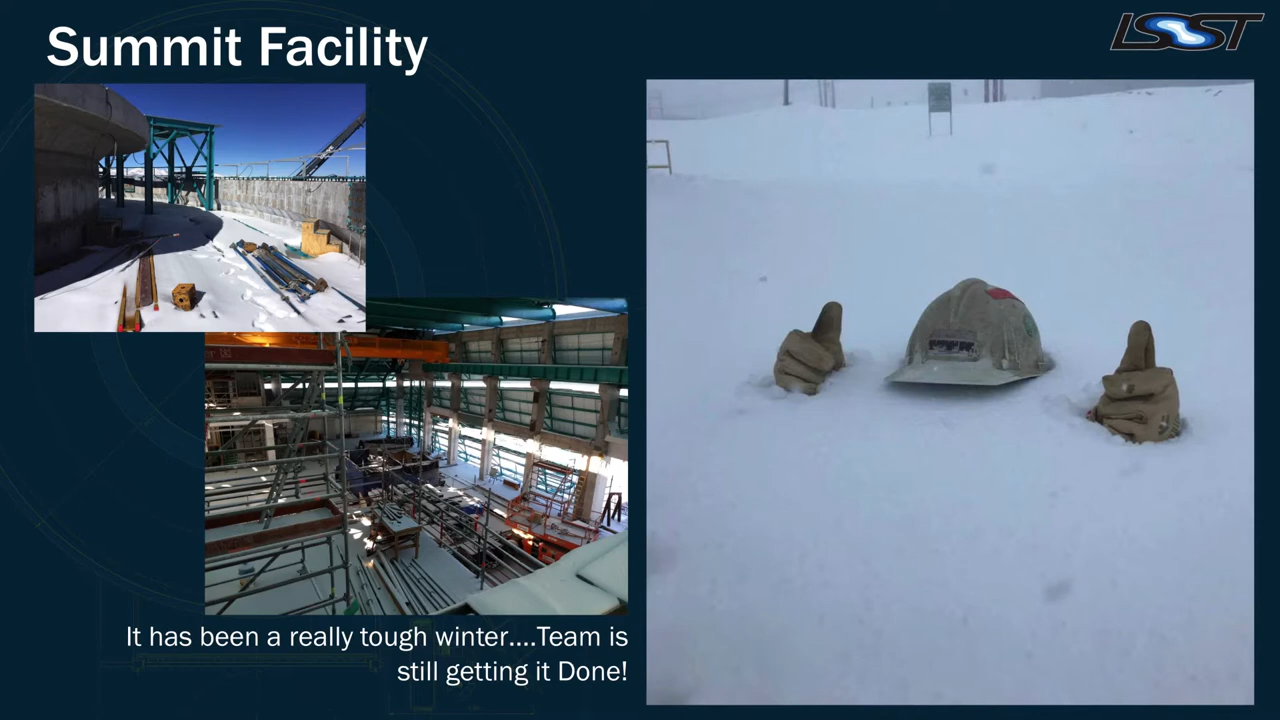 Summit Facility
LSST
It has been a really tough winter....Team is
still getting it Done!